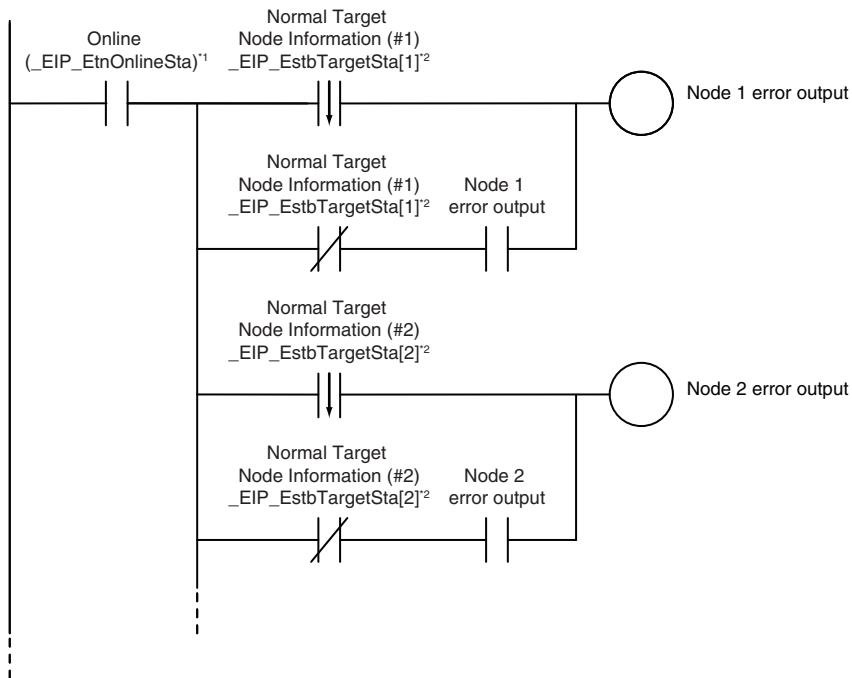 Online
(_EIP_EtnOnlineSta)*1
Normal Target
Node Information (#1)
_EIP_EstbTargetSta[1]*2
Node 1 error output
Normal Target
Node Information (#1)
_EIP_EstbTargetSta[1]*2
Node 1
error output
Normal Target
Node Information (#2)
_EIP_EstbTargetSta[2]*2
Node 2 error output
Normal Target
Node Information (#2)
_EIP_EstbTargetSta[2]*2
Node 2
error output